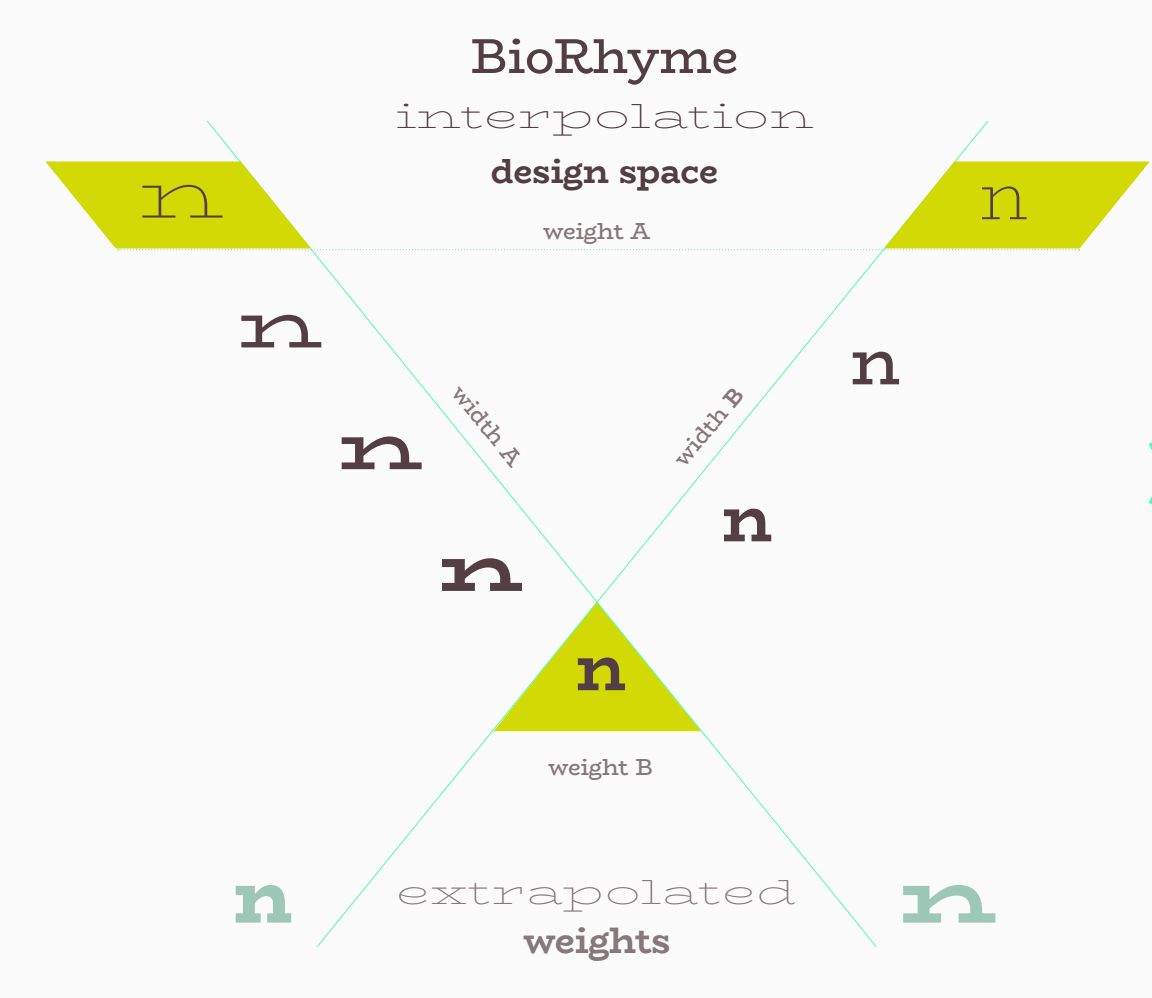 BioRhyme
interpolation
design space
n
n
weight A
n
n
width A
width B
n
n
n
n
weight B
n
extrapolated
n
weights